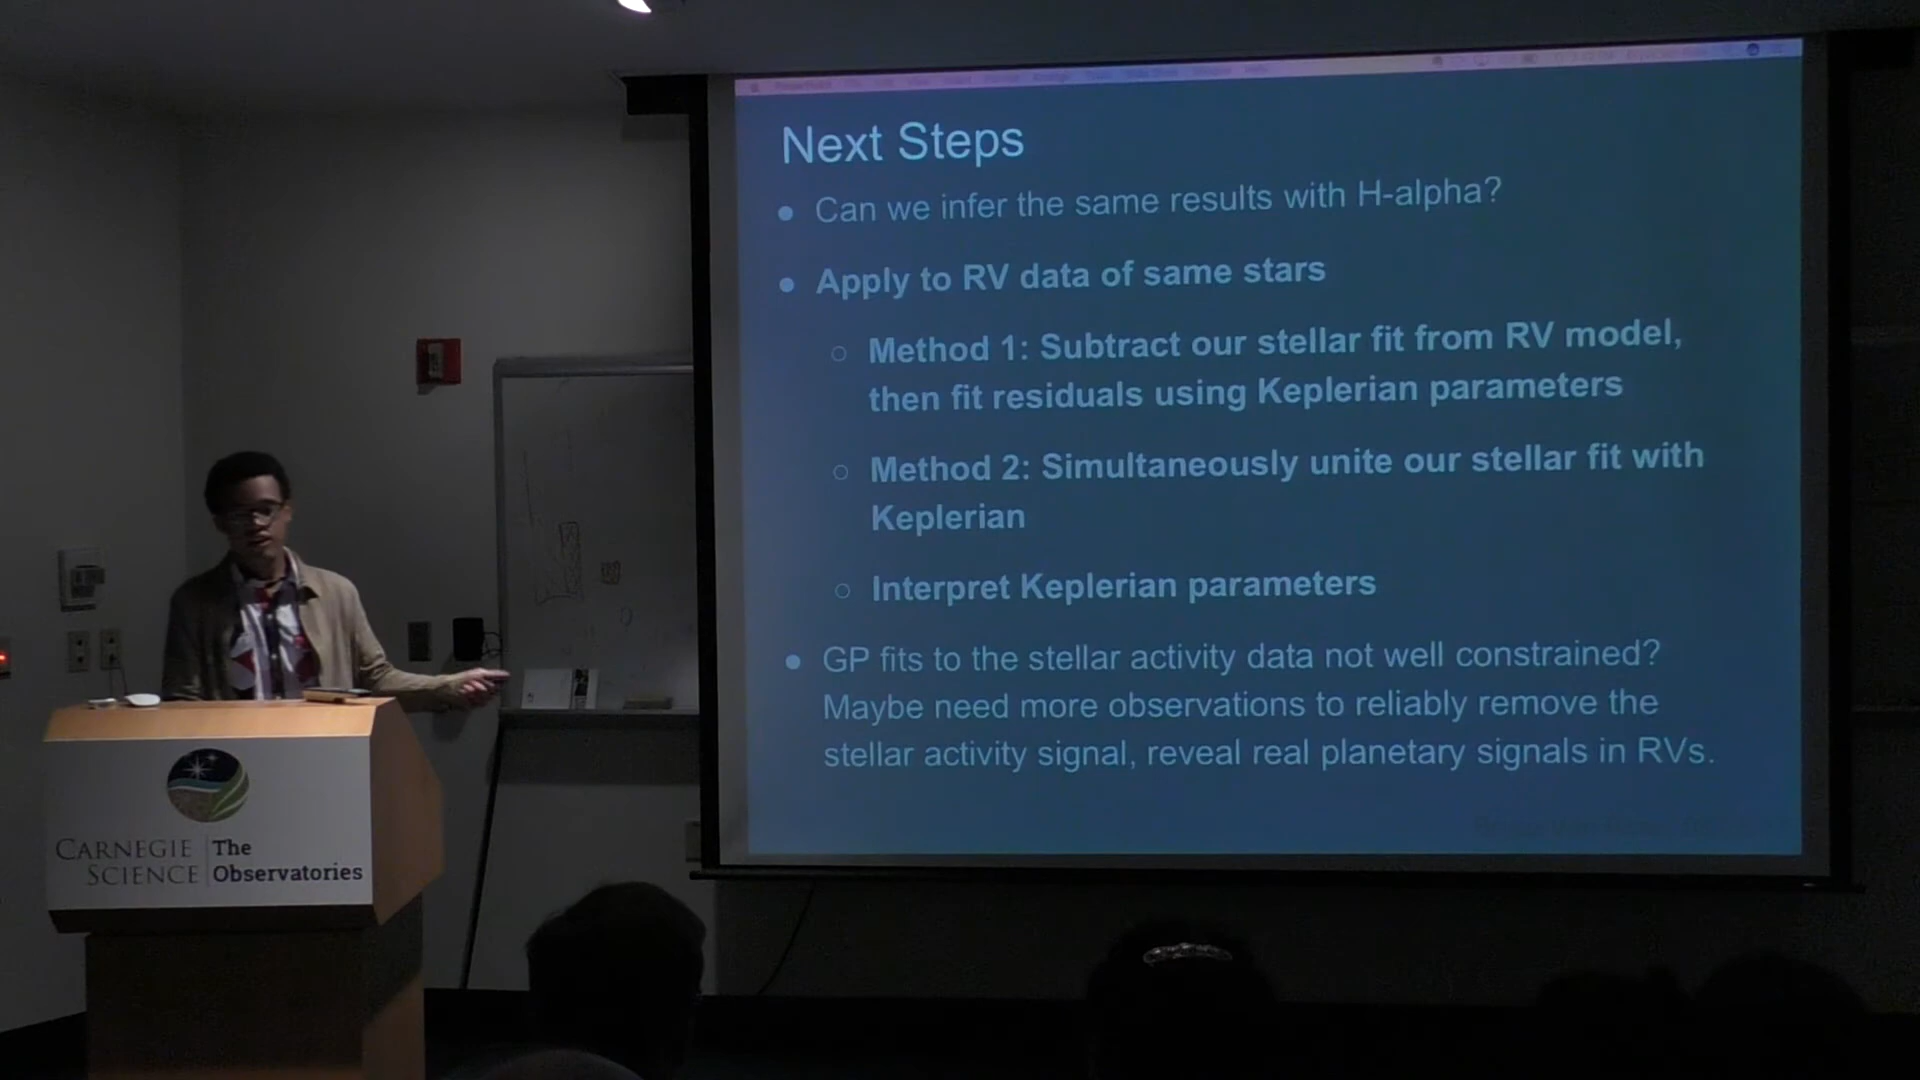 Next Steps
● Can we infer the same results with H-alpha?
● Apply to RV data of same stars
○ Method 1: Subtract our stellar fit from RV model,
then fit residuals using Keplerian parameters
○ Method 2: Simultaneously unite our stellar fit with
Keplerian
○ Interpret Keplerian parameters
● GP fits to the stellar activity data not well constrained?
Maybe need more observations to reliably remove the
stellar activity signal, reveal real planetary signals in RVs.
CARNEGIE SCIENCE
The Observatories